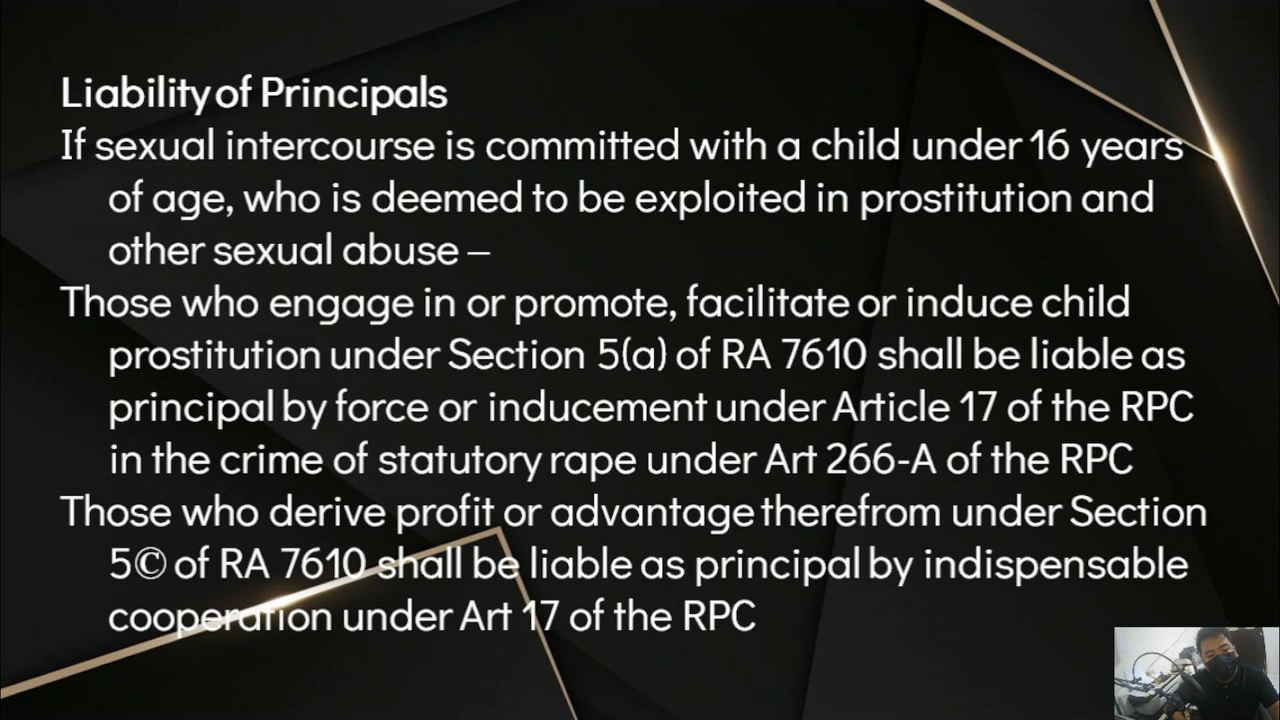 Liability of Principals
If sexual intercourse is committed with a child under 16 years
of age, who is deemed to be exploited in prostitution and
other sexual abuse –
Those who engage in or promote, facilitate or induce child
prostitution under Section 5(a) of RA 7610 shall be liable as
principal by force or inducement under Article 17 of the RPC
in the crime of statutory rape under Art 266-A of the RPC
Those who derive profit or advantage therefrom under Section
5© of RA 7610 shall be liable as principal by indispensable
cooperation under Art 17 of the RPC